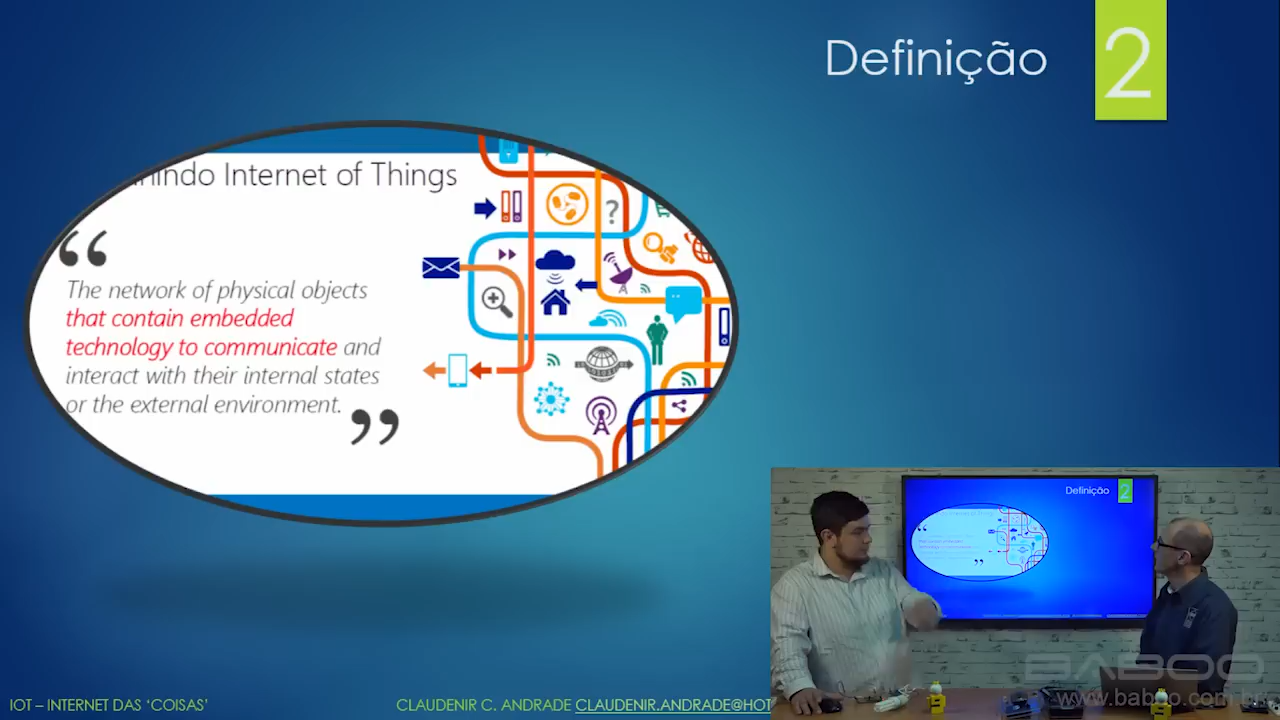 Definição
2
nindo Internet of Things
“
The network of physical objects
that contain embedded
technology to communicate and
interact with their internal states
or the external environment.
”
?
Definição
2
IOT – INTERNET DAS ‘COISAS’
CLAUDENIR C. ANDRADE CLAUDENIR.ANDRADE@HOT
BABOO
www.baboo.com.br